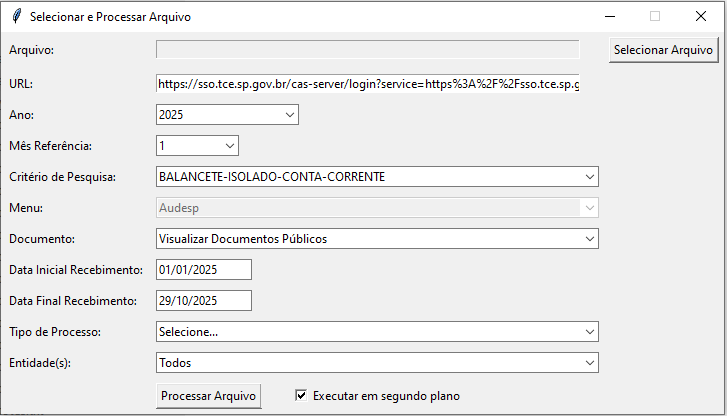 Selecionar e Processar Arquivo
Arquivo: Selecionar Arquivo
URL: https://sso.tce.sp.gov.br/cas-server/login?service=https%3A%2F%2Fsso.tce.sp.g
Ano: 2025
Mês Referência: 1
Critério de Pesquisa: BALANCETE-ISOLADO-CONTA-CORRENTE
Menu: Audesp
Documento: Visualizar Documentos Públicos
Data Inicial Recebimento: 01/01/2025
Data Final Recebimento: 29/10/2025
Tipo de Processo: Selecione...
Entidade(s): Todos
Processar Arquivo Executar em segundo plano